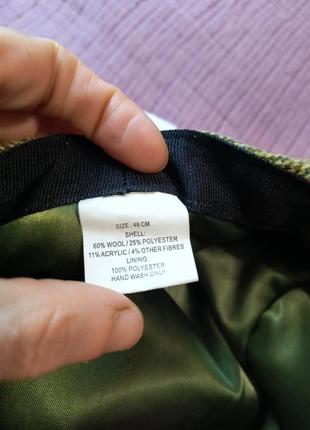 SIZE : 48 CM
SHELL:
60% WOOL / 25% POLYESTER
11% ACRYLIC / 4% OTHER FIBRES
LINING:
100% POLYESTER
HAND WASH ONLY